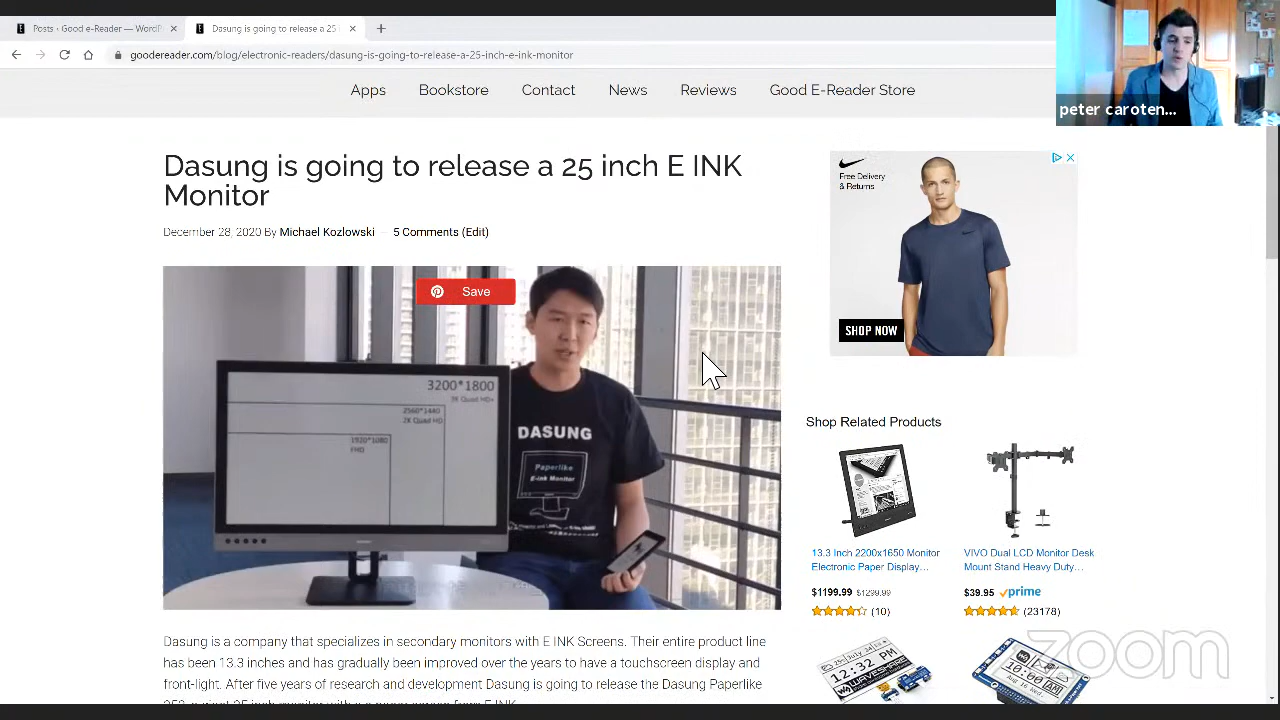 Posts ‹ Good e-Reader — WordP
Dasung is going to release a 25 i
goodereader.com/blog/electronic-readers/dasung-is-going-to-release-a-25-inch-e-ink-monitor
peter caroten...
Apps Bookstore Contact News Reviews Good E-Reader Store
Dasung is going to release a 25 inch E INK
Monitor
December 28, 2020 By Michael Kozlowski — 5 Comments (Edit)
Save
3200*1800
2560*1440
2K Quad HD
1920*1080
FHD
DASUNG
Paperlike
E-ink Monitor
Free Delivery
& Returns
SHOP NOW
Shop Related Products
13.3 Inch 2200x1650 Monitor
Electronic Paper Display…
$1199.99 $1299.99
(10)
VIVO Dual LCD Monitor Desk
Mount Stand Heavy Duty…
$39.95 prime
(23178)
12:32 PM
10:00
zoom
Dasung is a company that specializes in secondary monitors with E INK Screens. Their entire product line
has been 13.3 inches and has gradually been improved over the years to have a touchscreen display and
front-light. After five years of research and development Dasung is going to release the Dasung Paperlike